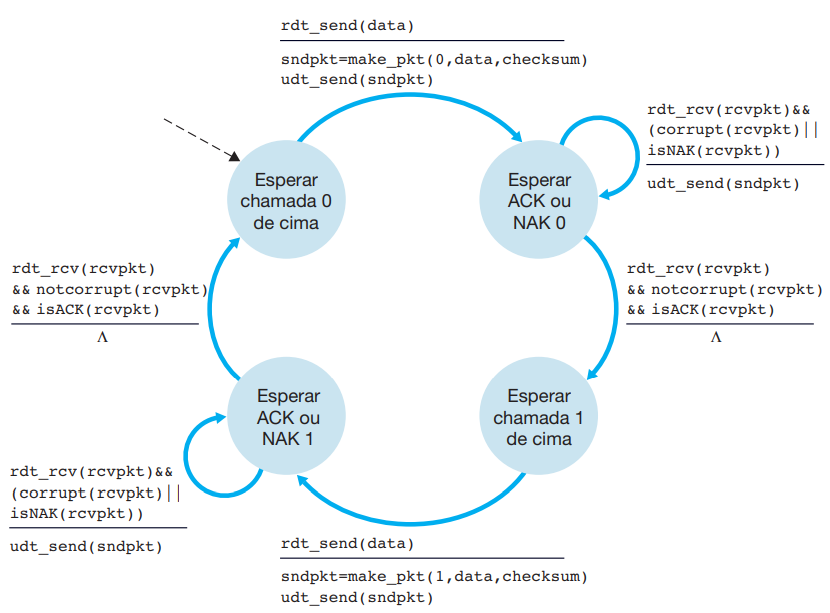 rdt_send(data)
sndpkt=make_pkt(0,data,checksum)
udt_send(sndpkt)
rdt_rcv(rcvpkt)&&
(corrupt(rcvpkt)||
isNAK(rcvpkt))
udt_send(sndpkt)
Esperar
chamada 0
de cima
Esperar
ACK ou
NAK 0
rdt_rcv(rcvpkt)
&& notcorrupt(rcvpkt)
&& isACK(rcvpkt)
Λ
rdt_rcv(rcvpkt)
&& notcorrupt(rcvpkt)
&& isACK(rcvpkt)
Λ
Esperar
ACK ou
NAK 1
Esperar
chamada 1
de cima
rdt_rcv(rcvpkt)&&
(corrupt(rcvpkt)||
isNAK(rcvpkt))
udt_send(sndpkt)
rdt_send(data)
sndpkt=make_pkt(1,data,checksum)
udt_send(sndpkt)